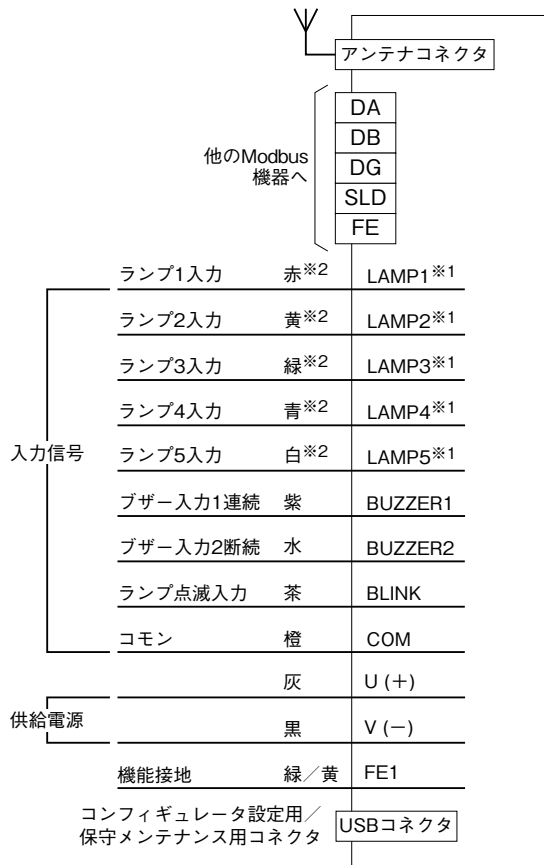 アンテナコネクタ
DA
DB
DG
SLD
FE
他のModbus
機器へ
ランプ1入力 赤※2 LAMP1※1
ランプ2入力 黄※2 LAMP2※1
ランプ3入力 緑※2 LAMP3※1
ランプ4入力 青※2 LAMP4※1
入力信号
ランプ5入力 白※2 LAMP5※1
ブザー入力1連続 紫 BUZZER1
ブザー入力2断続 水 BUZZER2
ランプ点滅入力 茶 BLINK
コモン 橙 COM
灰 U (+)
供給電源
黒 V (−)
機能接地 緑/黄 FE1
コンフィギュレータ設定用/
保守メンテナンス用コネクタ
USBコネクタ